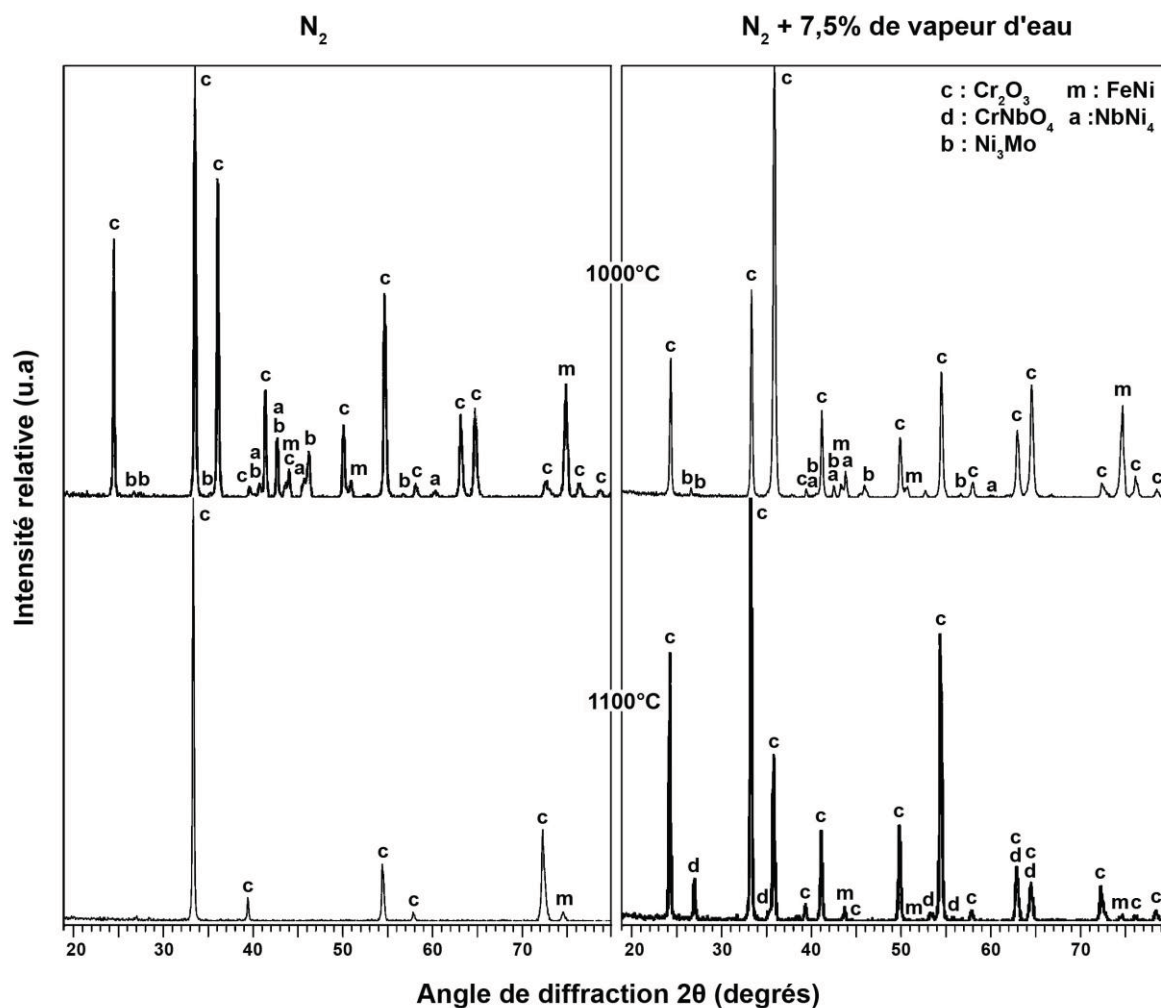 N₂
N₂ + 7,5% de vapeur d'eau
c : Cr₂O₃ m : FeNi
d : CrNbO₄ a :NbNi₄
b : Ni₃Mo
Intensité relative (u.a)
1000°C
c
c
c
b b
b
c
a
b
c
a
b
m
c
a
b
c
m
c
b
c
a
c
c
m
c
c
c
c
c
c
b
b
c
c
a
b
b
a
m
a
b
c
m
c
b
c
a
c
c
m
c
c
c
1100°C
c
c
c
c
c
m
c
d
c
d
c
c
c
m
c
c
m
d
c
d
c
c
d
c
d
c
m
c
c
20 30 40 50 60 70
20 30 40 50 60 70
Angle de diffraction 2θ (degrés)